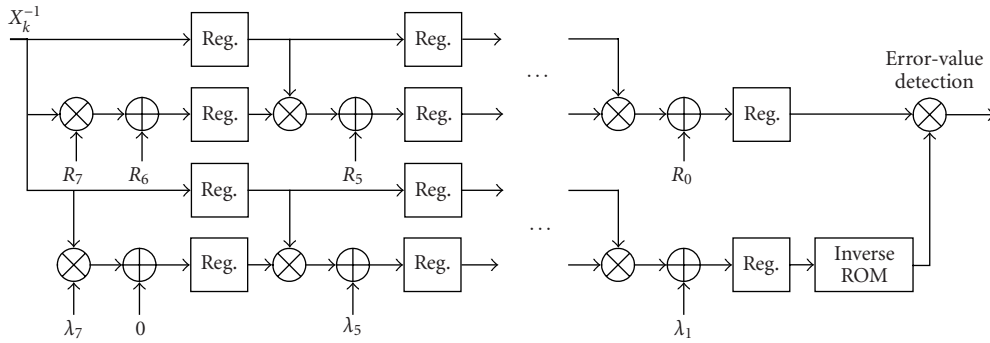 X_k^{-1}
Reg.
Reg.
...
Error-value
detection
Reg.
Reg.
Reg.
R_7
R_6
R_5
R_0
Reg.
Reg.
...
Reg.
Reg.
Reg.
Inverse
ROM
λ_7
0
λ_5
λ_1